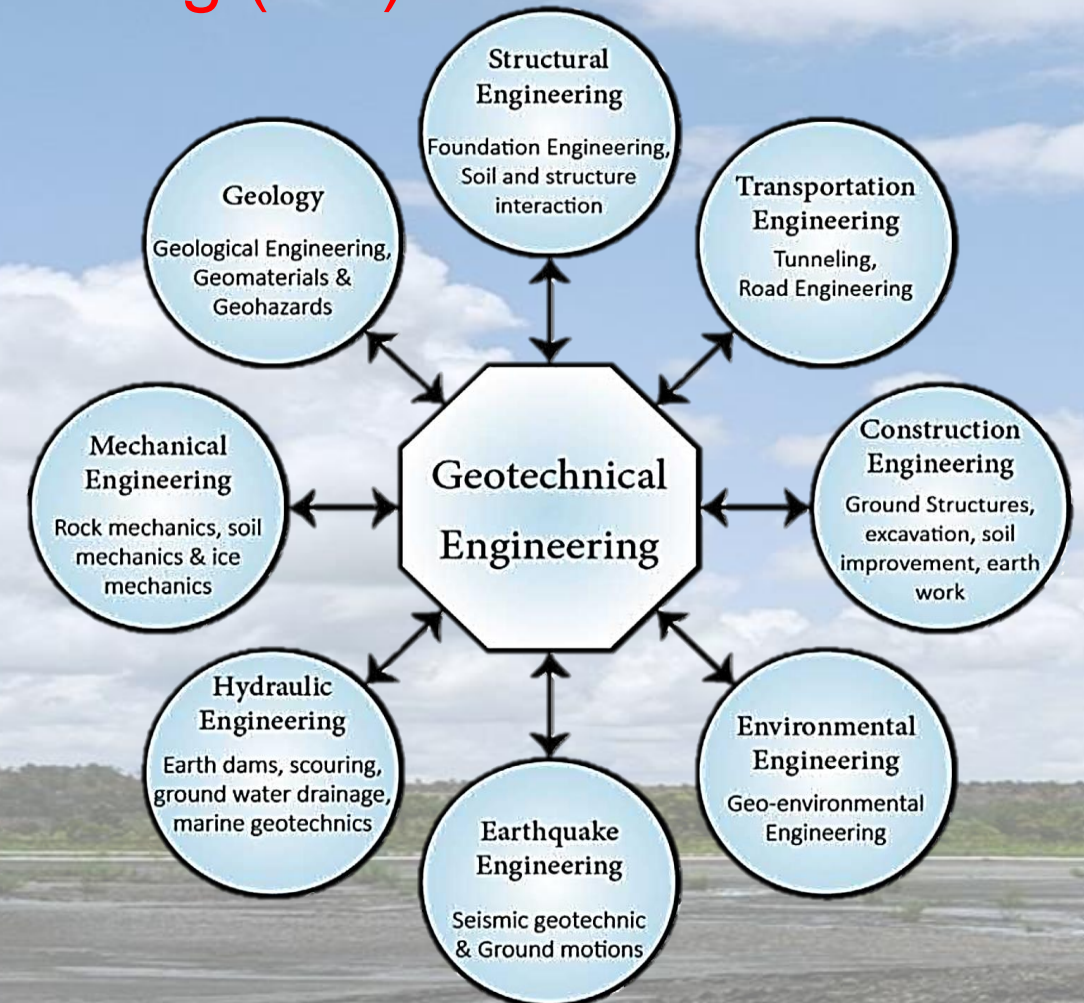 Structural
Engineering
Foundation Engineering,
Soil and structure
interaction
Geology
Geological Engineering,
Geomaterials &
Geohazards
Transportation
Engineering
Tunneling,
Road Engineering
Mechanical
Engineering
Rock mechanics, soil
mechanics & ice
mechanics
Geotechnical
Engineering
Construction
Engineering
Ground Structures,
excavation, soil
improvement, earth
work
Hydraulic
Engineering
Earth dams, scouring,
ground water drainage,
marine geotechnics
Environmental
Engineering
Geo-environmental
Engineering
Earthquake
Engineering
Seismic geotechnic
& Ground motions